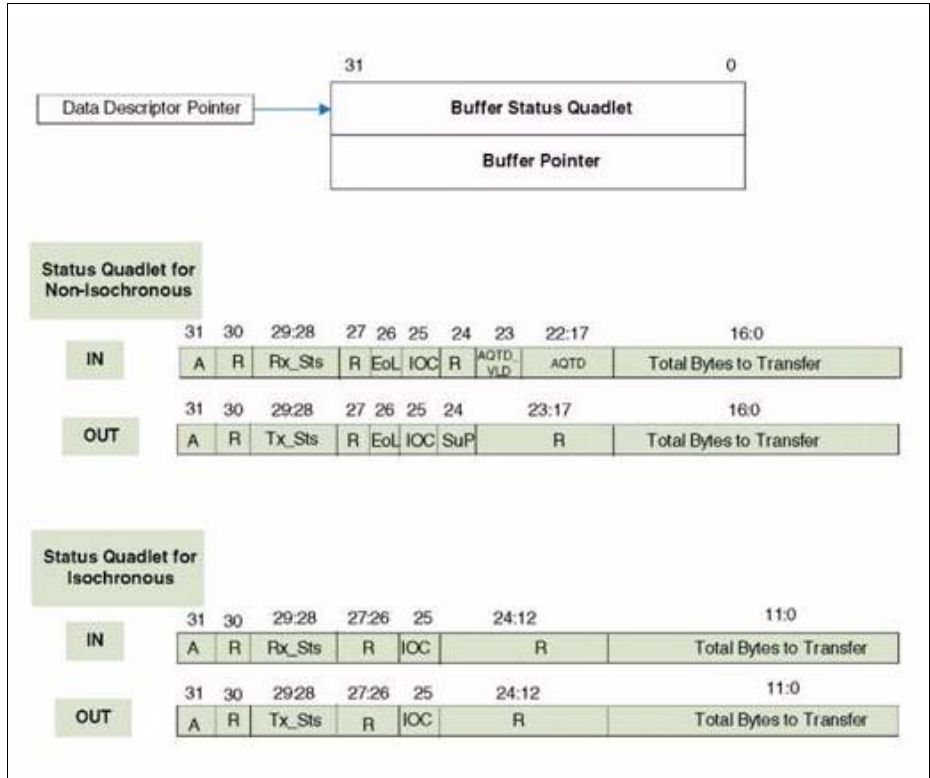 31 0
Data Descriptor Pointer
Buffer Status Quadlet
Buffer Pointer
Status Quadlet for
Non-Isochronous
31 30 29:28 27 26 25 24 23 22:17 16:0
IN
A R Rx_Sts R EoL IOC R AQTD_VLD AQTD Total Bytes to Transfer
31 30 29:28 27 26 25 24 23:17 16:0
OUT
A R Tx_Sts R EoL IOC SuP R Total Bytes to Transfer
Status Quadlet for
Isochronous
31 30 29:28 27:26 25 24:12 11:0
IN
A R Rx_Sts R IOC R Total Bytes to Transfer
31 30 29:28 27:26 25 24:12 11:0
OUT
A R Tx_Sts R IOC R Total Bytes to Transfer